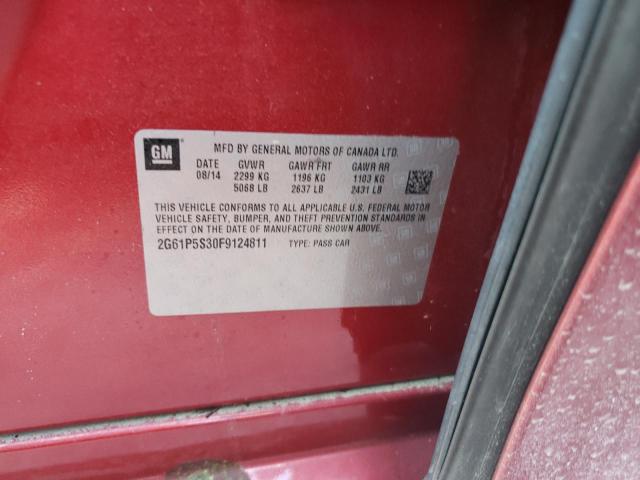 GM MFD BY GENERAL MOTORS OF CANADA LTD.
DATE GVWR GAWR FRT GAWR RR
08/14 2299 KG 1196 KG 1103 KG
5068 LB 2637 LB 2431 LB
THIS VEHICLE CONFORMS TO ALL APPLICABLE U.S. FEDERAL MOTOR
VEHICLE SAFETY, BUMPER, AND THEFT PREVENTION STANDARDS IN
EFFECT ON THE DATE OF MANUFACTURE SHOWN ABOVE.
2G61P5S30F9124811 TYPE: PASS CAR